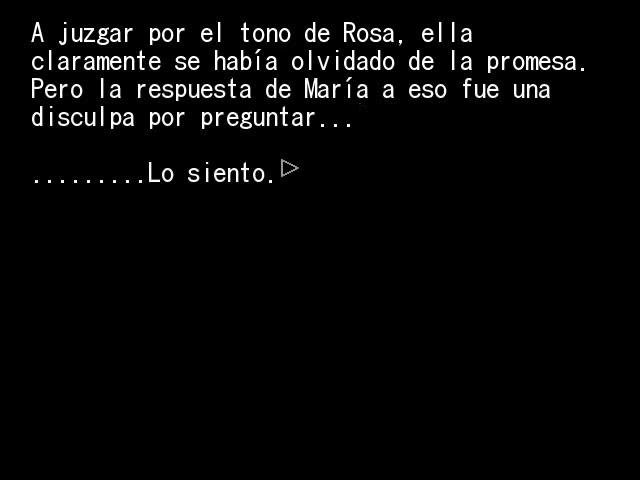 A juzgar por el tono de Rosa, ella
claramente se había olvidado de la promesa.
Pero la respuesta de María a eso fue una
disculpa por preguntar...
.........Lo siento.